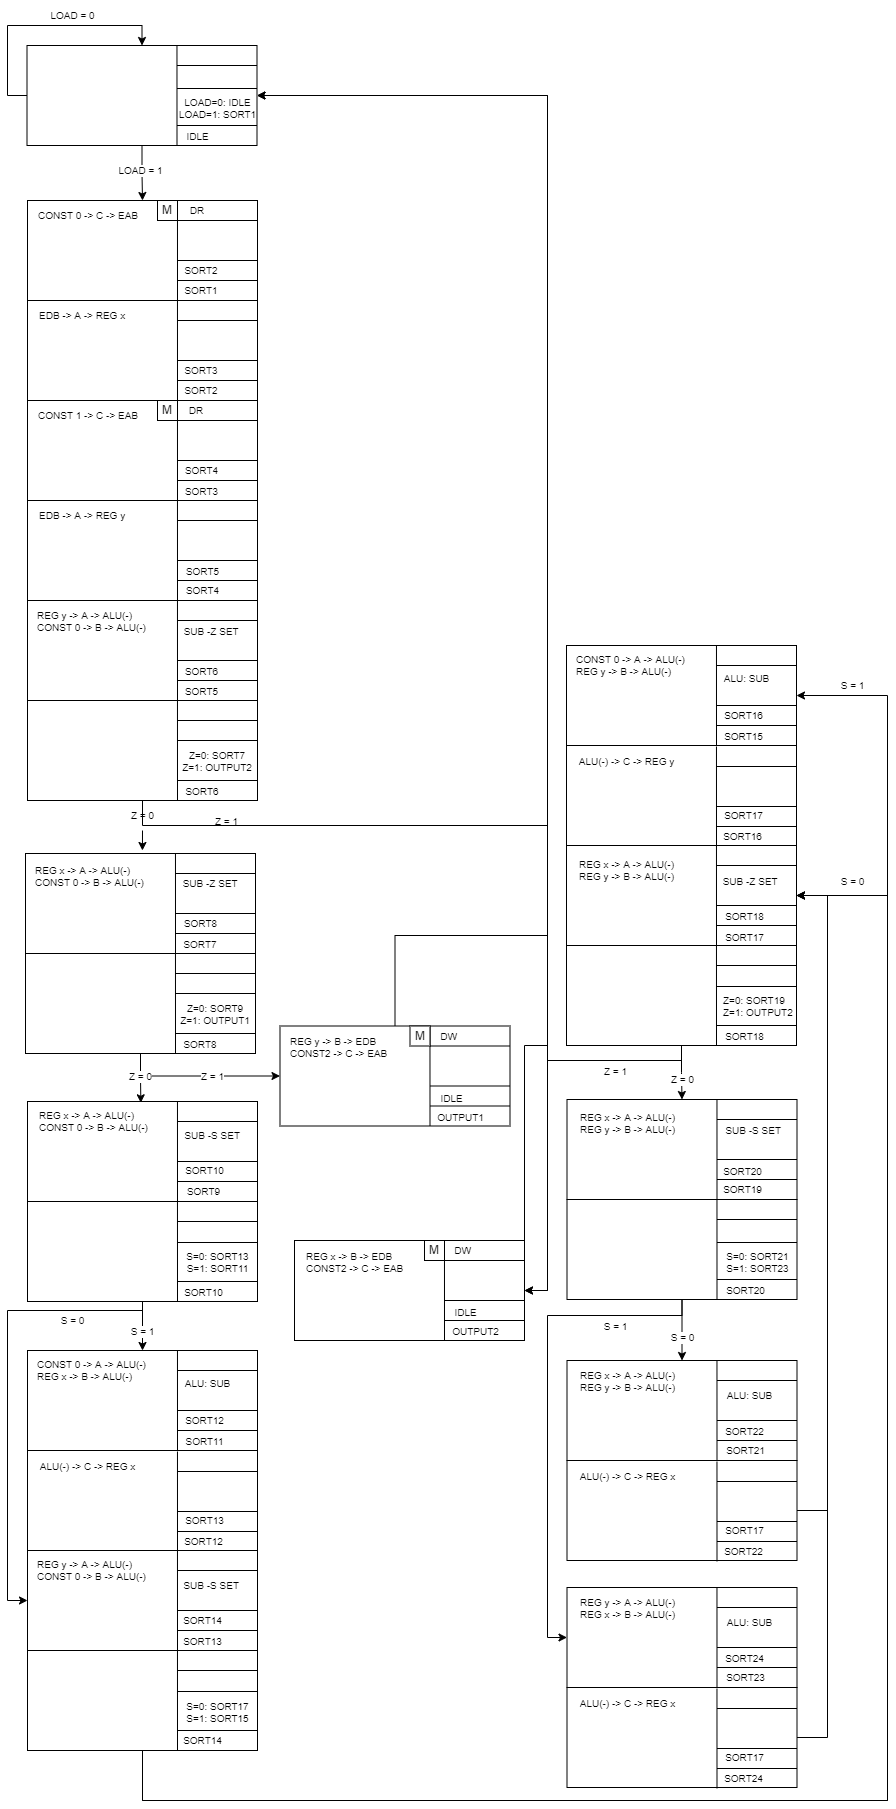 LOAD = 0
LOAD=0: IDLE
LOAD=1: SORT1
IDLE
LOAD = 1
CONST 0 -> C -> EAB
M
DR
SORT2
SORT1
EDB -> A -> REG x
SORT3
SORT2
CONST 1 -> C -> EAB
M
DR
SORT4
SORT3
EDB -> A -> REG y
SORT5
SORT4
REG y -> A -> ALU(-)
CONST 0 -> B -> ALU(-)
SUB -Z SET
SORT6
SORT5
Z=0: SORT7
Z=1: OUTPUT2
SORT6
Z = 0
Z = 1
REG x -> A -> ALU(-)
CONST 0 -> B -> ALU(-)
SUB -Z SET
SORT8
SORT7
Z=0: SORT9
Z=1: OUTPUT1
SORT8
Z = 0
Z = 1
REG y -> B -> EDB
CONST2 -> C -> EAB
M
DW
IDLE
OUTPUT1
REG x -> A -> ALU(-)
CONST 0 -> B -> ALU(-)
SUB -S SET
SORT10
SORT9
S=0: SORT13
S=1: SORT11
SORT10
S = 0
S = 1
REG x -> B -> EDB
CONST2 -> C -> EAB
M
DW
IDLE
OUTPUT2
CONST 0 -> A -> ALU(-)
REG x -> B -> ALU(-)
ALU: SUB
SORT12
SORT11
ALU(-) -> C -> REG x
SORT13
SORT12
REG y -> A -> ALU(-)
CONST 0 -> B -> ALU(-)
SUB -S SET
SORT14
SORT13
S=0: SORT17
S=1: SORT15
SORT14
CONST 0 -> A -> ALU(-)
REG y -> B -> ALU(-)
ALU: SUB
SORT16
SORT15
S = 1
ALU(-) -> C -> REG y
SORT17
SORT16
REG x -> A -> ALU(-)
REG y -> B -> ALU(-)
SUB -Z SET
SORT18
SORT17
S = 0
Z=0: SORT19
Z=1: OUTPUT2
SORT18
Z = 1
Z = 0
REG x -> A -> ALU(-)
REG y -> B -> ALU(-)
SUB -S SET
SORT20
SORT19
S=0: SORT21
S=1: SORT23
SORT20
S = 1
S = 0
REG x -> A -> ALU(-)
REG y -> B -> ALU(-)
ALU: SUB
SORT22
SORT21
ALU(-) -> C -> REG x
SORT17
SORT22
REG y -> A -> ALU(-)
REG x -> B -> ALU(-)
ALU: SUB
SORT24
SORT23
ALU(-) -> C -> REG x
SORT17
SORT24